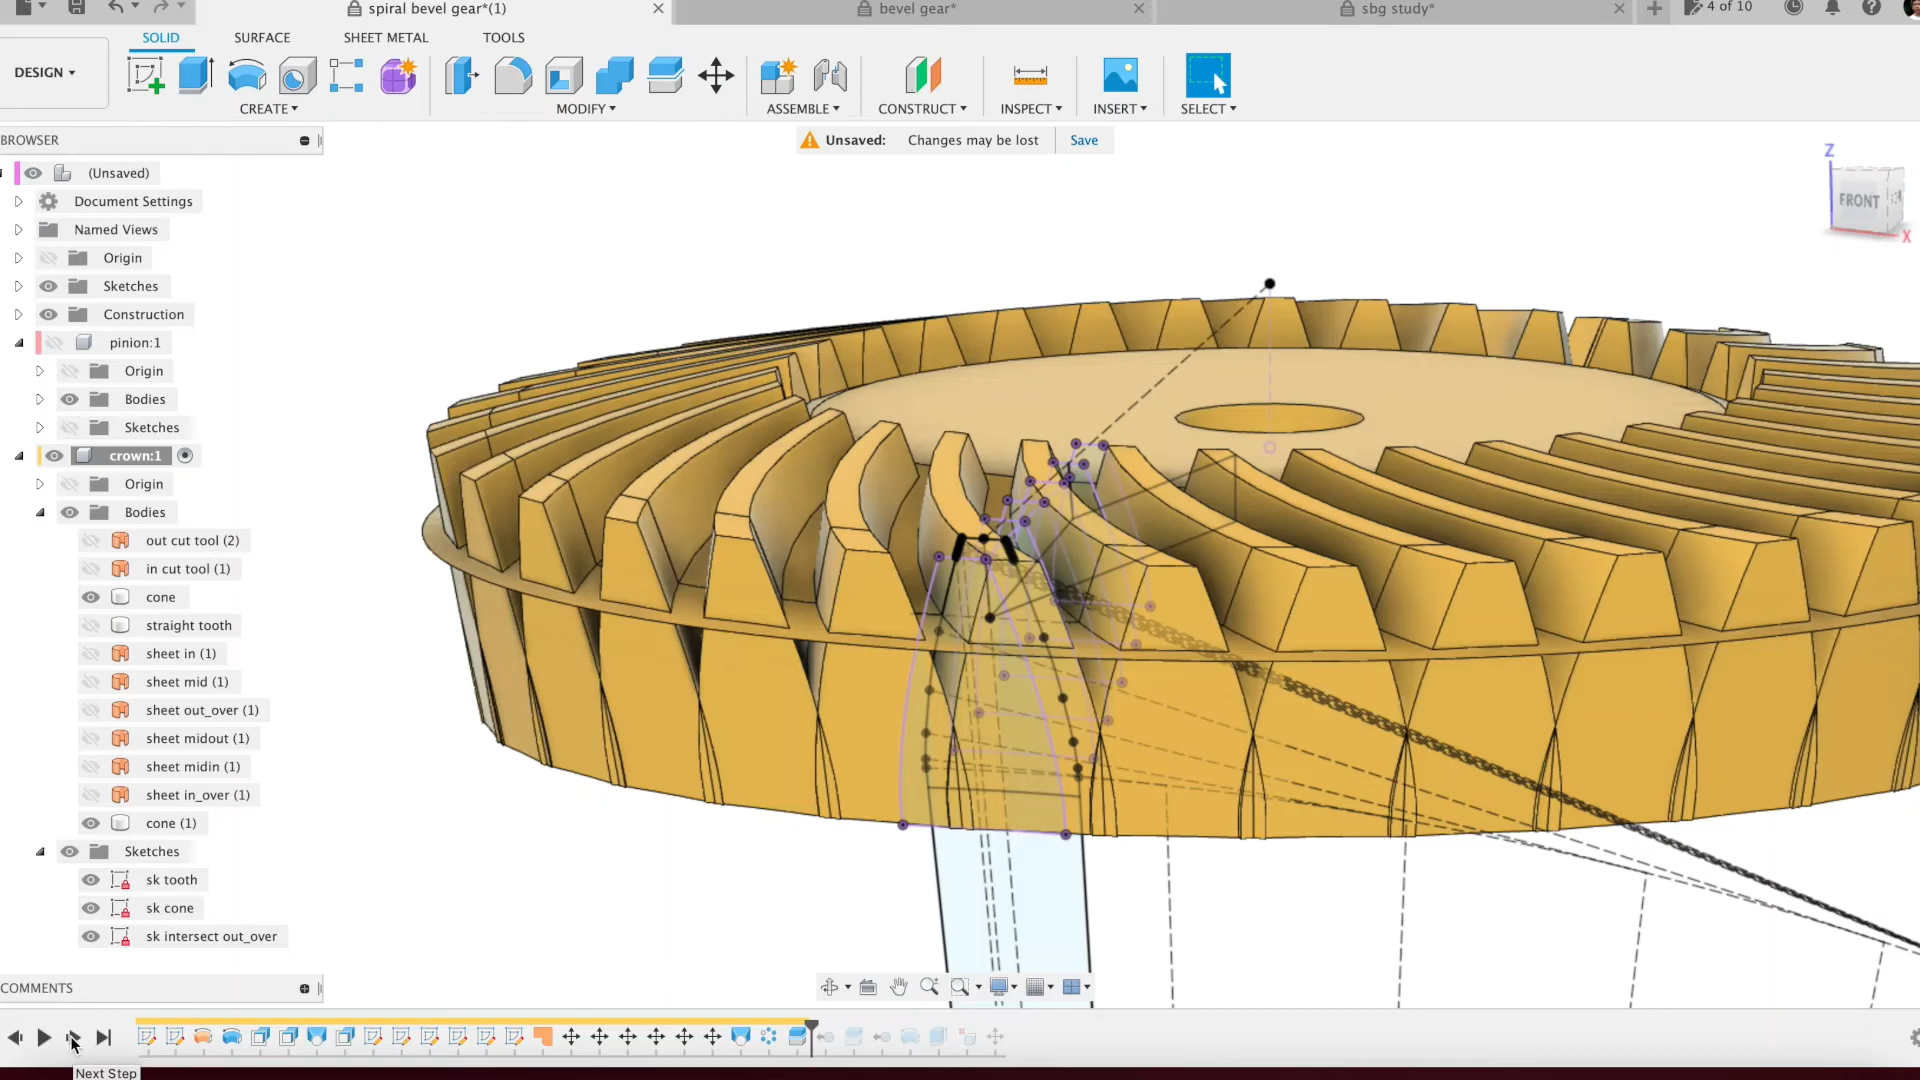 spiral bevel gear*(1)
bevel gear*
sbg study*
4 of 10
SOLID
SURFACE
SHEET METAL
TOOLS
DESIGN
CREATE
MODIFY
ASSEMBLE
CONSTRUCT
INSPECT
INSERT
SELECT
BROWSER
Unsaved: Changes may be lost Save
(Unsaved)
Document Settings
Named Views
Origin
Sketches
Construction
pinion:1
Origin
Bodies
Sketches
crown:1
Origin
Bodies
out cut tool (2)
in cut tool (1)
cone
straight tooth
sheet in (1)
sheet mid (1)
sheet out_over (1)
sheet midout (1)
sheet midin (1)
sheet in_over (1)
cone (1)
Sketches
sk tooth
sk cone
sk intersect out_over
Z
FRONT
X
COMMENTS
Next Step